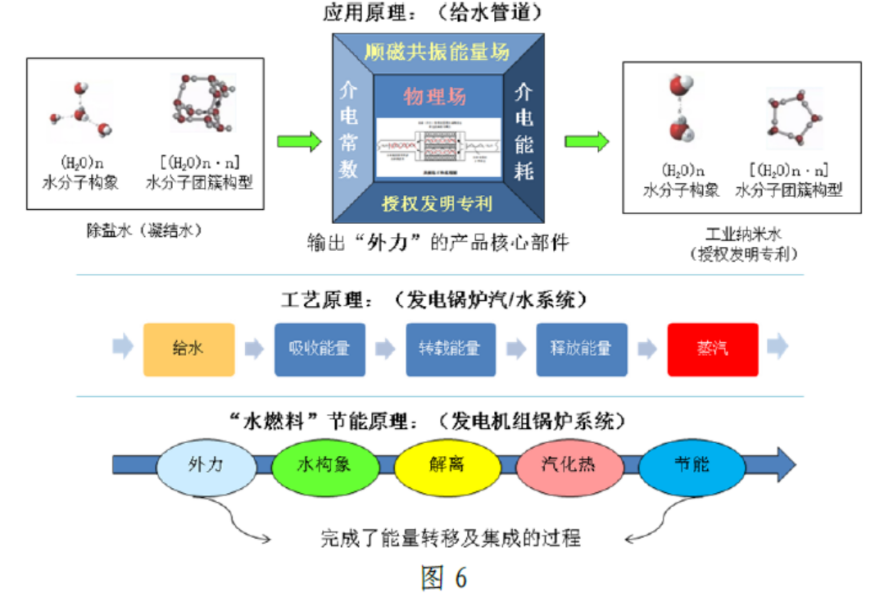 应用原理：（给水管道）
顺磁共振能量场
介电常数
物理场
介电能耗
授权发明专利
(H2O)n
水分子构象
[(H2O)n·n]
水分子团簇构型
除盐水（凝结水）
输出“外力”的产品核心部件
(H2O)n
水分子构象
[(H2O)n·n]
水分子团簇构型
工业纳米水
（授权发明专利）
工艺原理：（发电锅炉汽/水系统）
给水
吸收能量
转载能量
释放能量
蒸汽
“水燃料”节能原理：（发电机组锅炉系统）
外力
水构象
解离
汽化热
节能
完成了能量转移及集成的过程
图 6